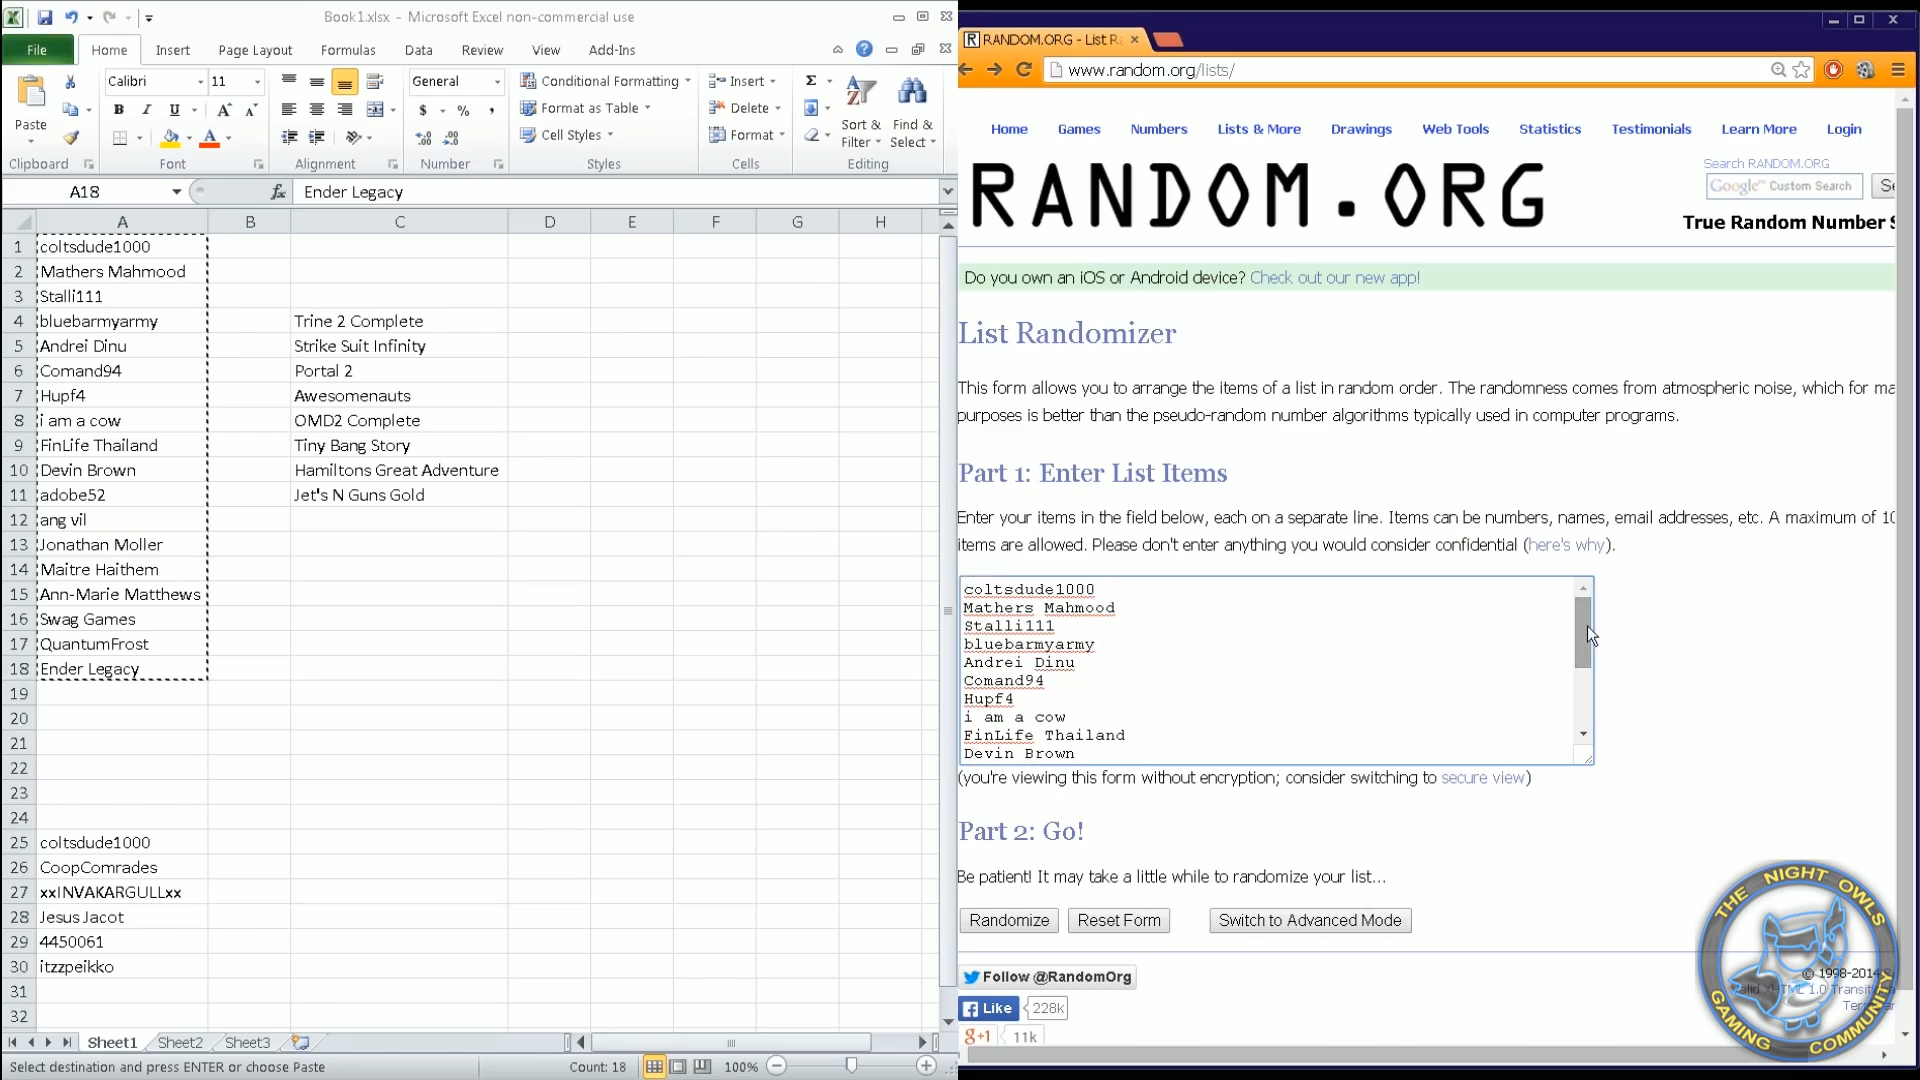 Book1.xlsx - Microsoft Excel non-commercial use
File Home Insert Page Layout Formulas Data Review View Add-Ins
Paste
Calibri 11
General
Conditional Formatting
Format as Table
Cell Styles
Insert
Delete
Format
Sort & Filter
Find & Select
Clipboard Font Alignment Number Styles Cells Editing
A18 fx Ender Legacy
A B C D E F G H
1 coltsdude1000
2 Mathers Mahmood
3 Stalli111
4 bluebarmyarmy Trine 2 Complete
5 Andrei Dinu Strike Suit Infinity
6 Comand94 Portal 2
7 Hupf4 Awesomenauts
8 i am a cow OMD2 Complete
9 FinLife Thailand Tiny Bang Story
10 Devin Brown Hamiltons Great Adventure
11 adobe52 Jet's N Guns Gold
12 ang vil
13 Jonathan Moller
14 Maitre Haithem
15 Ann-Marie Matthews
16 Swag Games
17 QuantumFrost
18 Ender Legacy
19
20
21
22
23
24
25 coltsdude1000
26 CoopComrades
27 xxINVAKARGULLxx
28 Jesus Jacot
29 4450061
30 itzzpeikko
31
32
Sheet1 Sheet2 Sheet3
Select destination and press ENTER or choose Paste Count: 18 100%
RANDOM.ORG - List R
www.random.org/lists/
Home Games Numbers Lists & More Drawings Web Tools Statistics Testimonials Learn More Login
RANDOM.ORG
Search RANDOM.ORG
Google™ Custom Search Se
True Random Number S
Do you own an iOS or Android device? Check out our new app!
List Randomizer
This form allows you to arrange the items of a list in random order. The randomness comes from atmospheric noise, which for ma
purposes is better than the pseudo-random number algorithms typically used in computer programs.
Part 1: Enter List Items
Enter your items in the field below, each on a separate line. Items can be numbers, names, email addresses, etc. A maximum of 10
items are allowed. Please don't enter anything you would consider confidential (here's why).
coltsdude1000
Mathers Mahmood
Stalli111
bluebarmyarmy
Andrei Dinu
Comand94
Hupf4
i am a cow
FinLife Thailand
Devin Brown
(you're viewing this form without encryption; consider switching to secure view)
Part 2: Go!
Be patient! It may take a little while to randomize your list...
Randomize Reset Form Switch to Advanced Mode
Follow @RandomOrg
Like 228k
g+1 11k
© 1998-2014
Valid XHTML 1.0 Transit
THE NIGHT OWLS
GAMING COMMUNITY